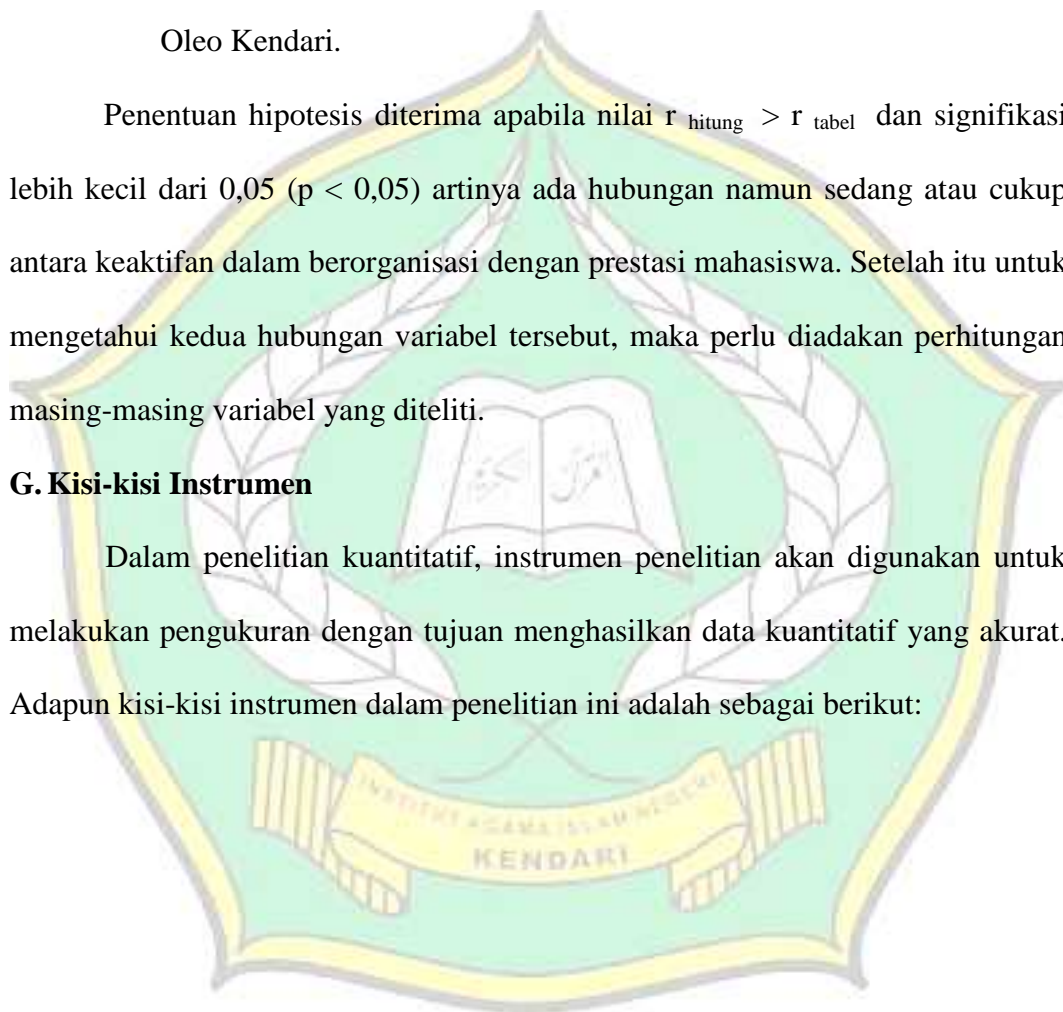 Oleo Kendari.
Penentuan hipotesis diterima apabila nilai r hitung > r tabel dan signifikasi
lebih kecil dari 0,05 (p < 0,05) artinya ada hubungan namun sedang atau cukup
antara keaktifan dalam berorganisasi dengan prestasi mahasiswa. Setelah itu untuk
mengetahui kedua hubungan variabel tersebut, maka perlu diadakan perhitungan
masing-masing variabel yang diteliti.
G. Kisi-kisi Instrumen
Dalam penelitian kuantitatif, instrumen penelitian akan digunakan untuk
melakukan pengukuran dengan tujuan menghasilkan data kuantitatif yang akurat.
Adapun kisi-kisi instrumen dalam penelitian ini adalah sebagai berikut:
INSTITUT AGAMA ISLAM NEGERI
KENDARI